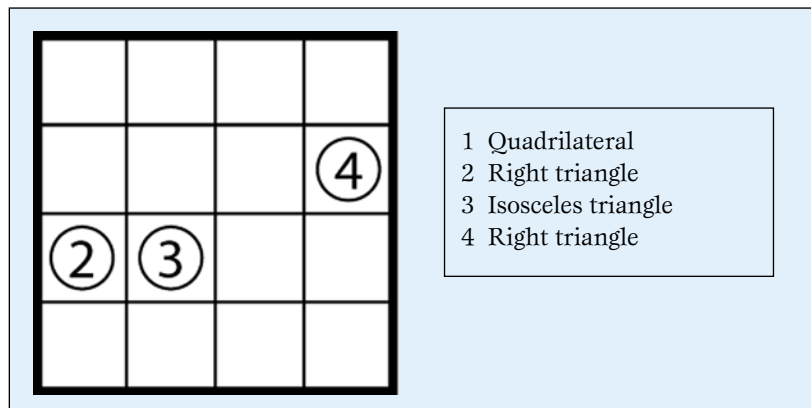 4
2 3
1 Quadrilateral
2 Right triangle
3 Isosceles triangle
4 Right triangle